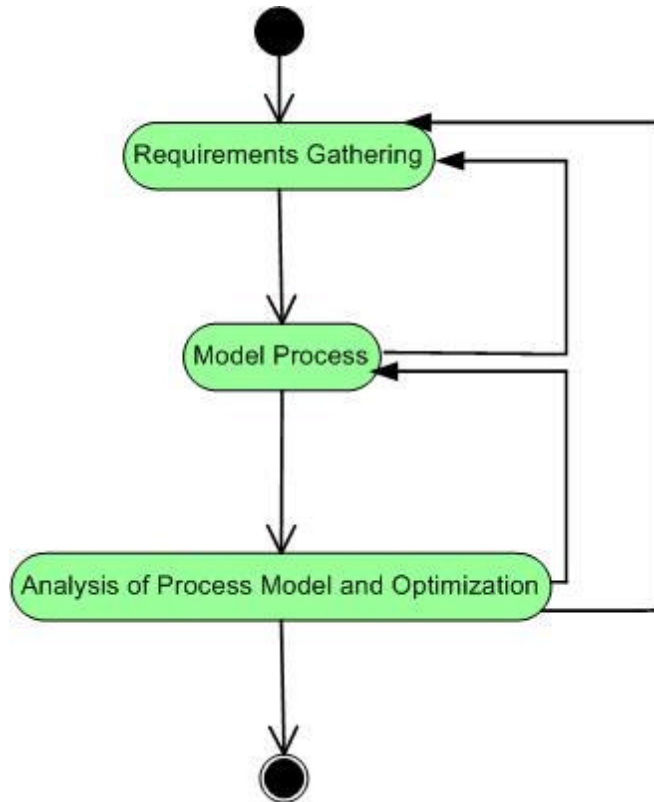 Requirements Gathering
Model Process
Analysis of Process Model and Optimization